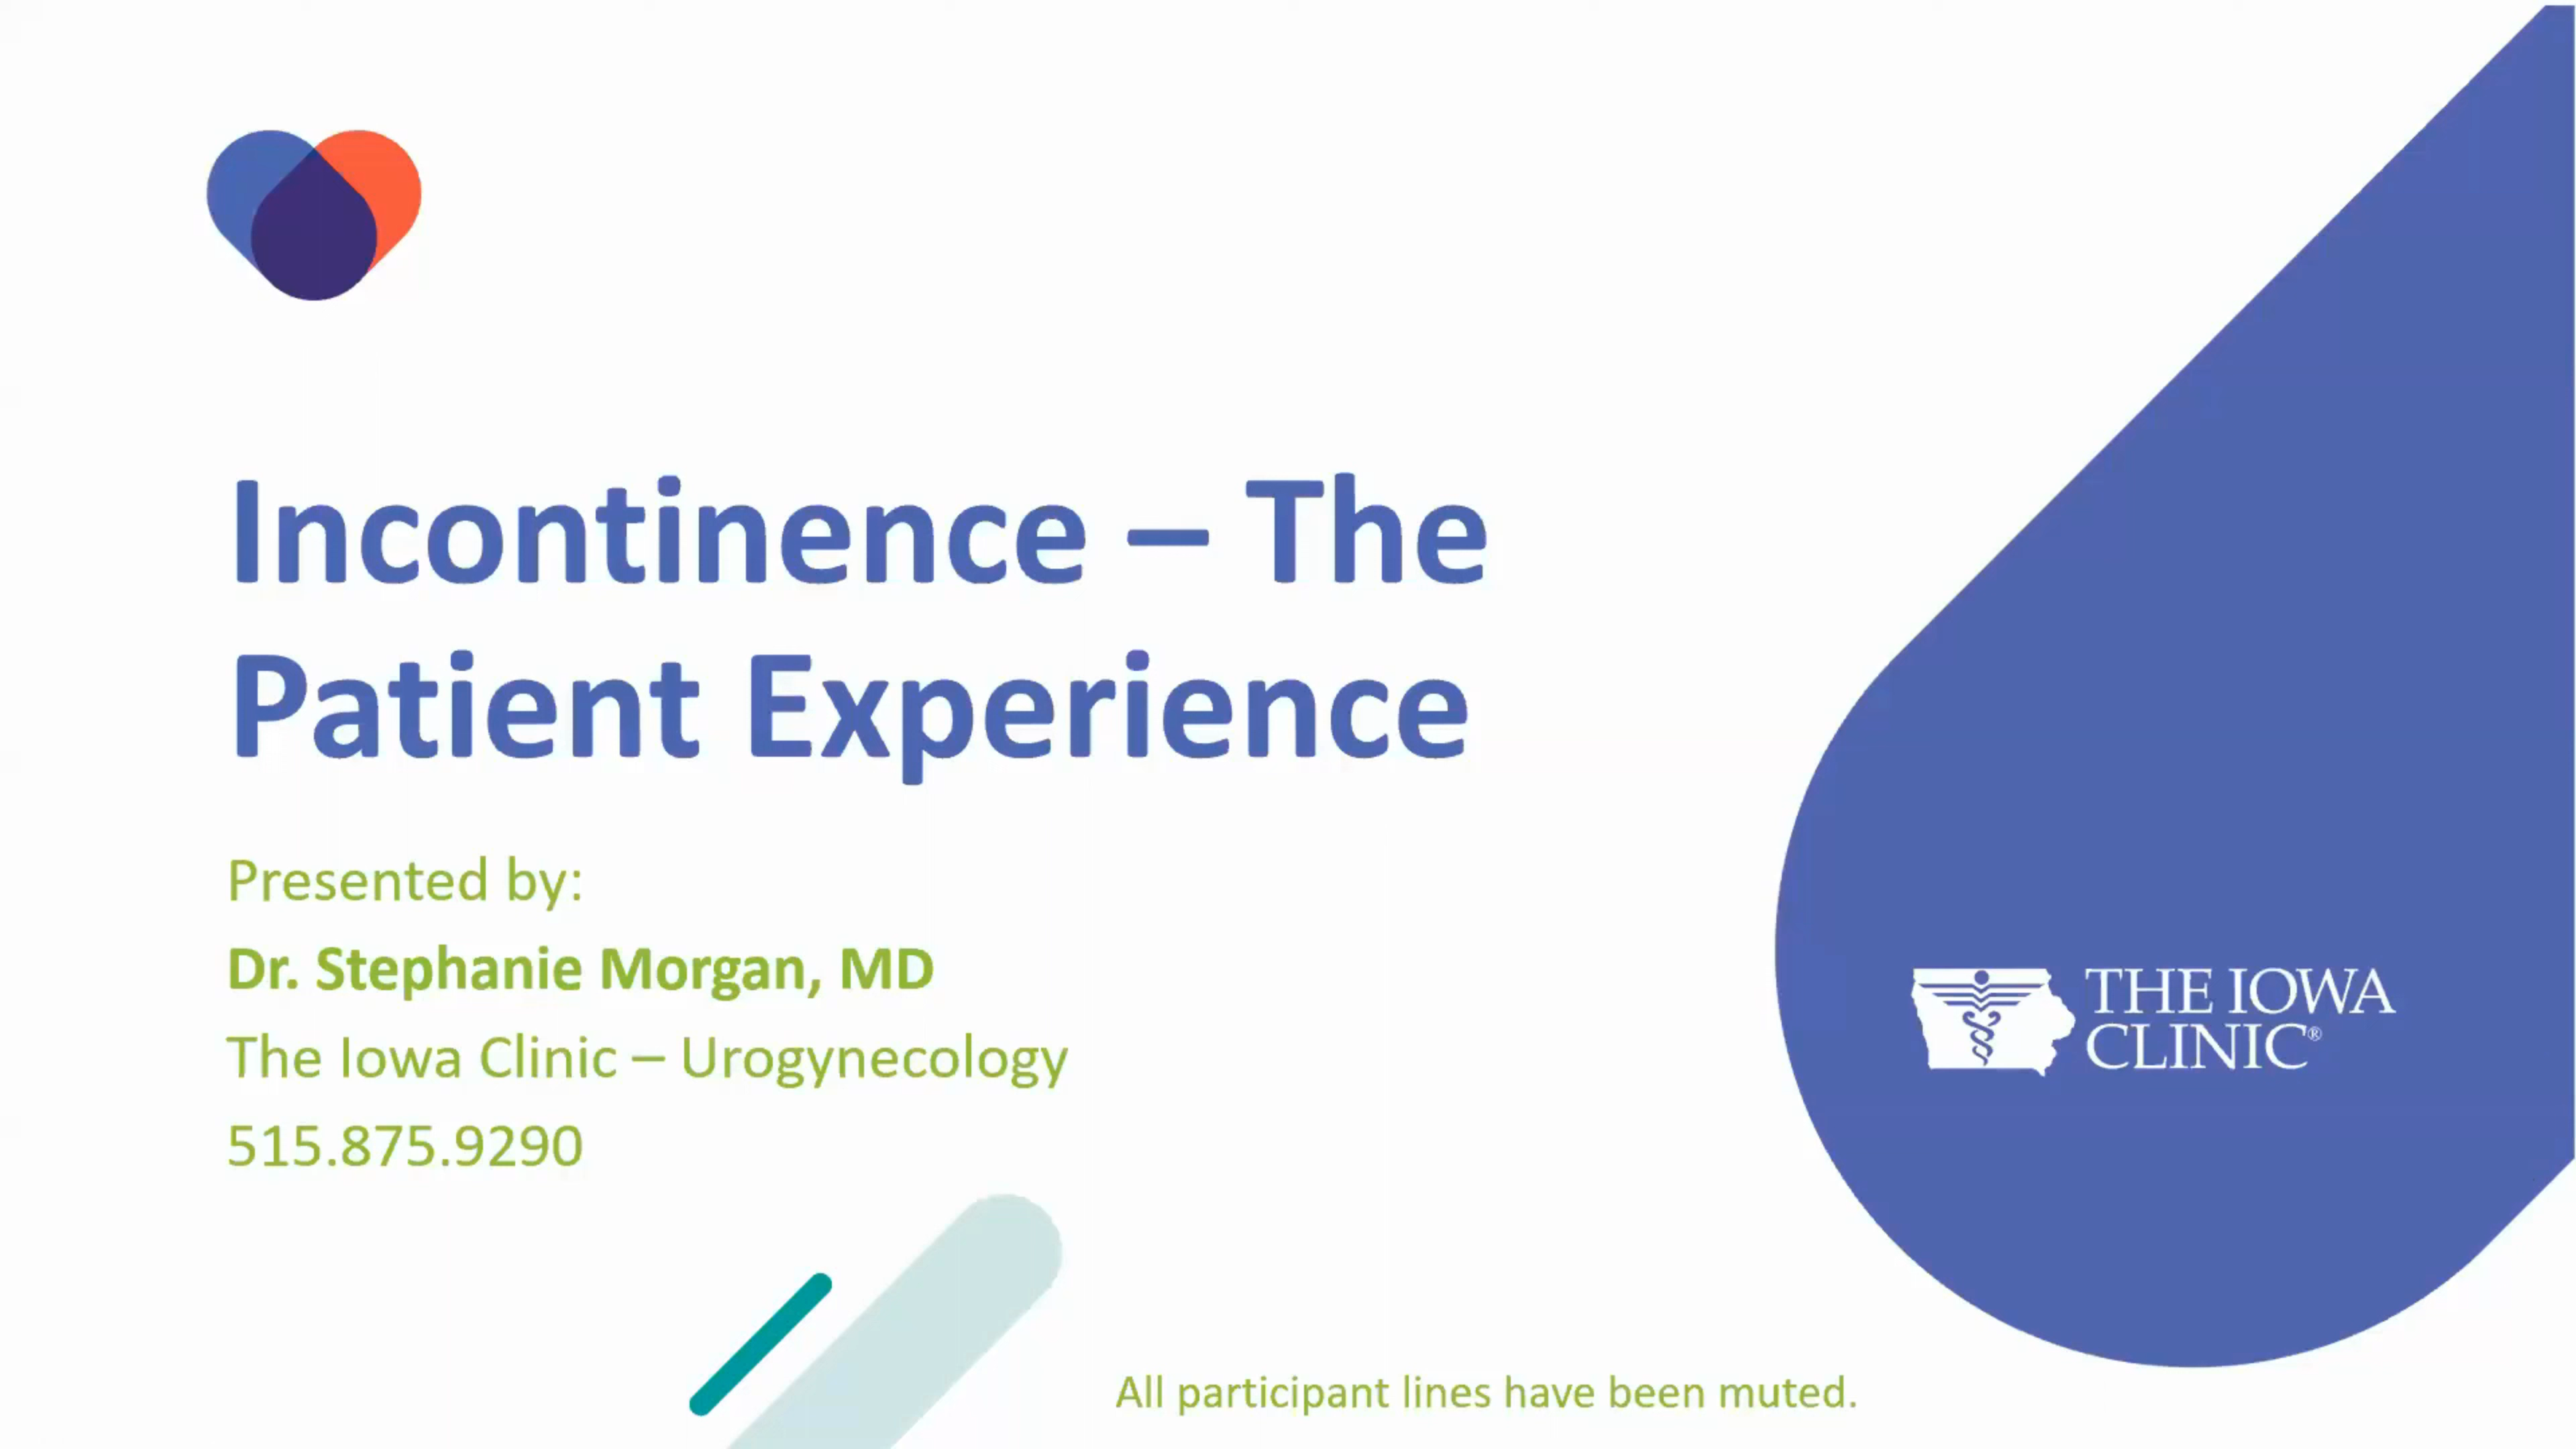 Incontinence – The
Patient Experience
Presented by:
Dr. Stephanie Morgan, MD
The Iowa Clinic – Urogynecology
515.875.9290
THE IOWA
CLINIC®
All participant lines have been muted.